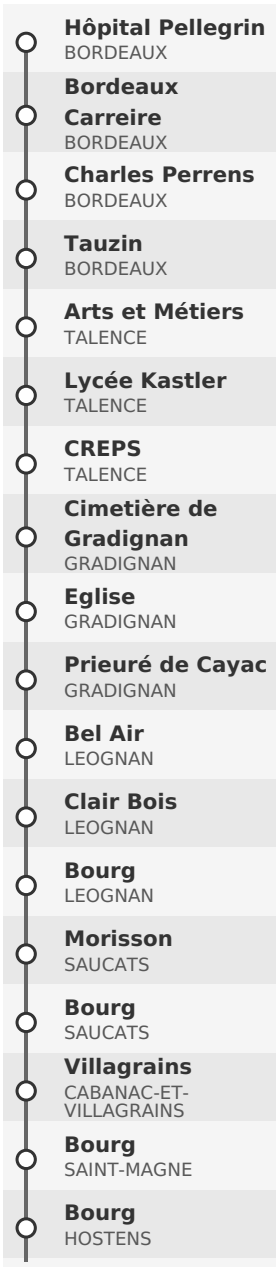 Hôpital Pellegrin
BORDEAUX
Bordeaux
Carreire
BORDEAUX
Charles Perrens
BORDEAUX
Tauzin
BORDEAUX
Arts et Métiers
TALENCE
Lycée Kastler
TALENCE
CREPS
TALENCE
Cimetière de
Gradignan
GRADIGNAN
Eglise
GRADIGNAN
Prieuré de Cayac
GRADIGNAN
Bel Air
LEOGNAN
Clair Bois
LEOGNAN
Bourg
LEOGNAN
Morisson
SAUCATS
Bourg
SAUCATS
Villagrains
CABANAC-ET-
VILLAGRAINS
Bourg
SAINT-MAGNE
Bourg
HOSTENS